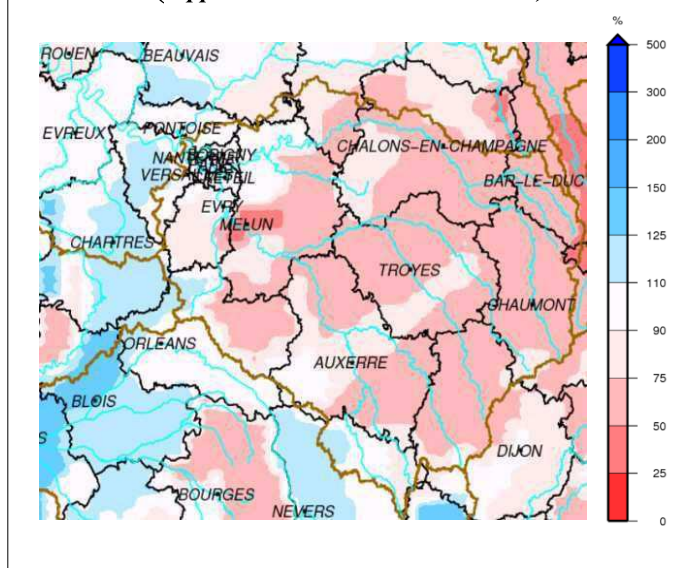 %
ROUEN BEAUVAIS
500
300
EVREUX PONTOISE
200
CHALONS-EN-CHAMPAGNE
BOBIGNY
150
BAR-LE-DUC
EVRY
125
MELUN
CHARTRES
TROYES
110
CHAUMONT
90
ORLEANS
AUXERRE
75
BLOIS
50
DIJON
25
BOURGES
NEVERS
0